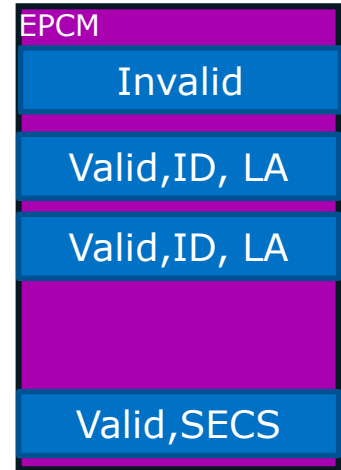 EPCM
Invalid
Valid,ID, LA
Valid,ID, LA
Valid,SECS